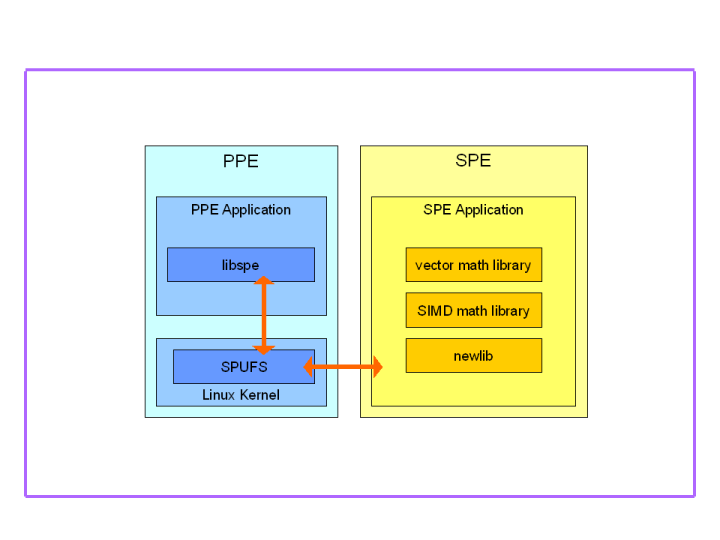 PPE
PPE Application
libspe
SPUFS
Linux Kernel
SPE
SPE Application
vector math library
SIMD math library
newlib